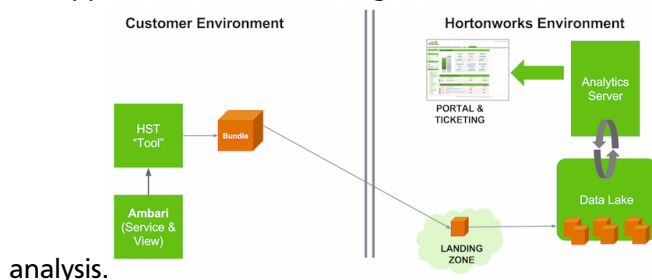 Customer Environment
Hortonworks Environment
HST
"Tool"
Bundle
Ambari
(Service &
View)
PORTAL &
TICKETING
Analytics
Server
Data Lake
LANDING
ZONE
analysis.